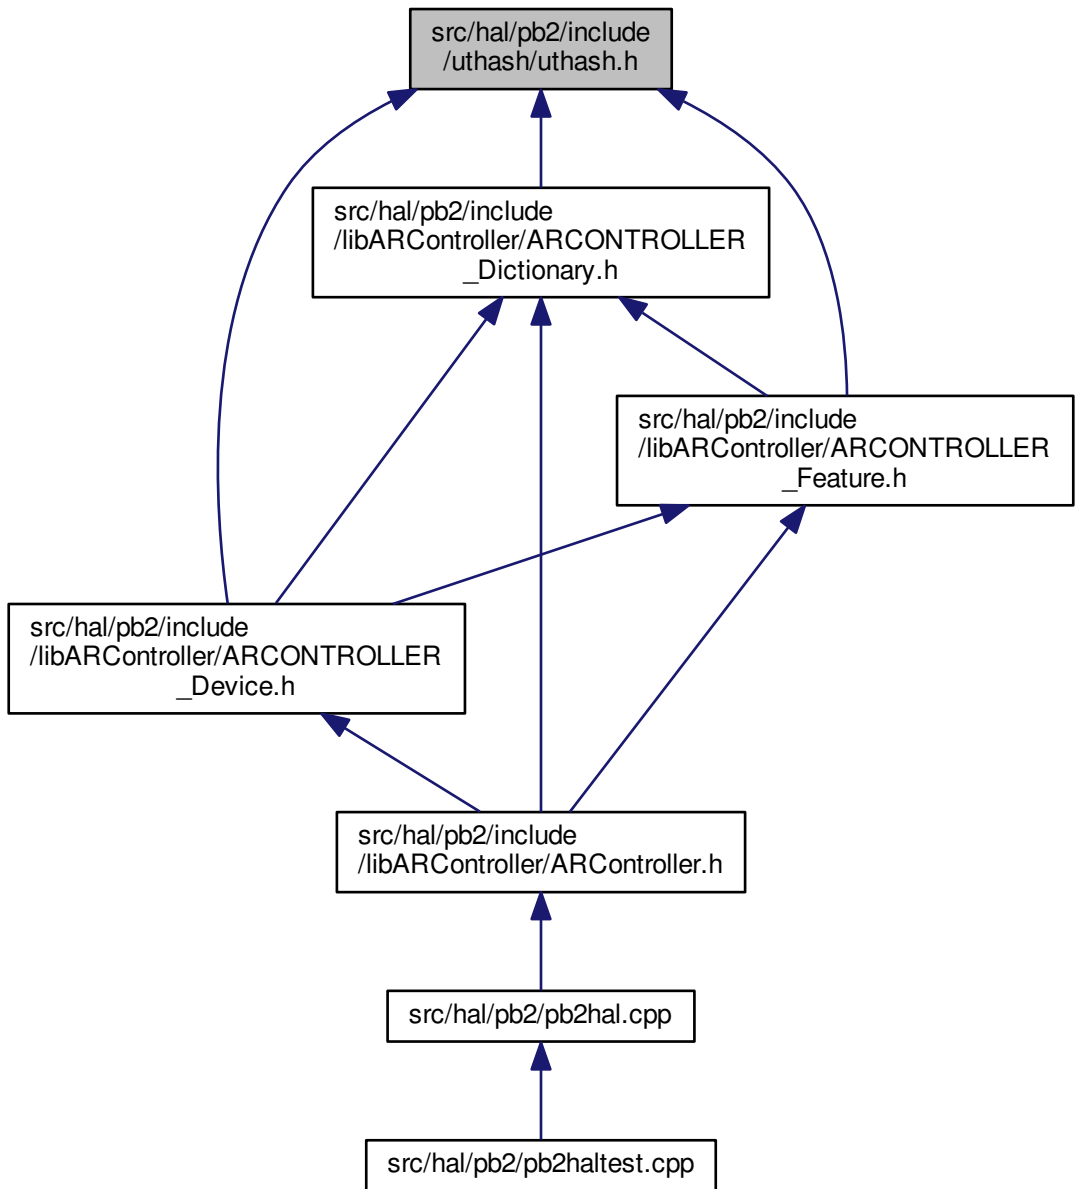 src/hal/pb2/include
/uthash/uthash.h
src/hal/pb2/include
/libARController/ARCONTROLLER
_Dictionary.h
src/hal/pb2/include
/libARController/ARCONTROLLER
_Feature.h
src/hal/pb2/include
/libARController/ARCONTROLLER
_Device.h
src/hal/pb2/include
/libARController/ARController.h
src/hal/pb2/pb2hal.cpp
src/hal/pb2/pb2haltest.cpp